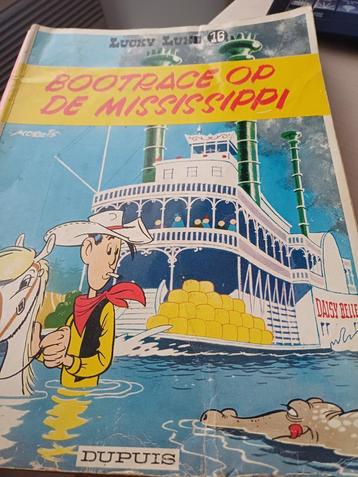 LUCKY LUKE 16
BOOTRACE OP
DE MISSISSIPPI
MORRIS
DAISY BELLE
DUPUIS